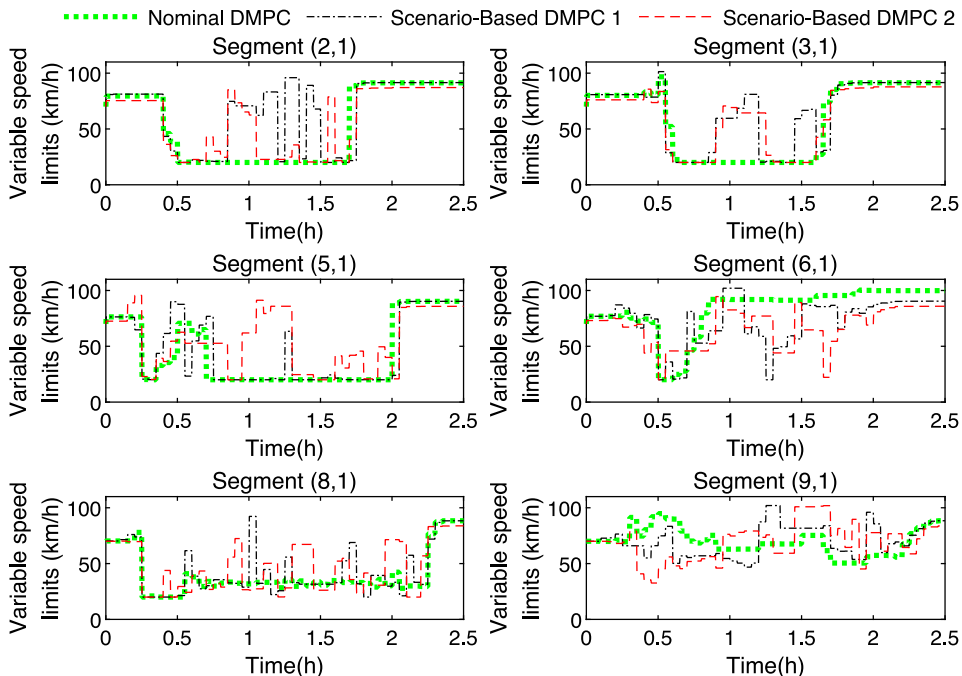 Nominal DMPC Scenario-Based DMPC 1 Scenario-Based DMPC 2
Segment (2,1)
Variable speed
limits (km/h)
100
50
0
0 0.5 1 1.5 2 2.5
Time(h)
Segment (3,1)
Variable speed
limits (km/h)
100
50
0
0 0.5 1 1.5 2 2.5
Time(h)
Segment (5,1)
Variable speed
limits (km/h)
100
50
0
0 0.5 1 1.5 2 2.5
Time(h)
Segment (6,1)
Variable speed
limits (km/h)
100
50
0
0 0.5 1 1.5 2 2.5
Time(h)
Segment (8,1)
Variable speed
limits (km/h)
100
50
0
0 0.5 1 1.5 2 2.5
Time(h)
Segment (9,1)
Variable speed
limits (km/h)
100
50
0
0 0.5 1 1.5 2 2.5
Time(h)